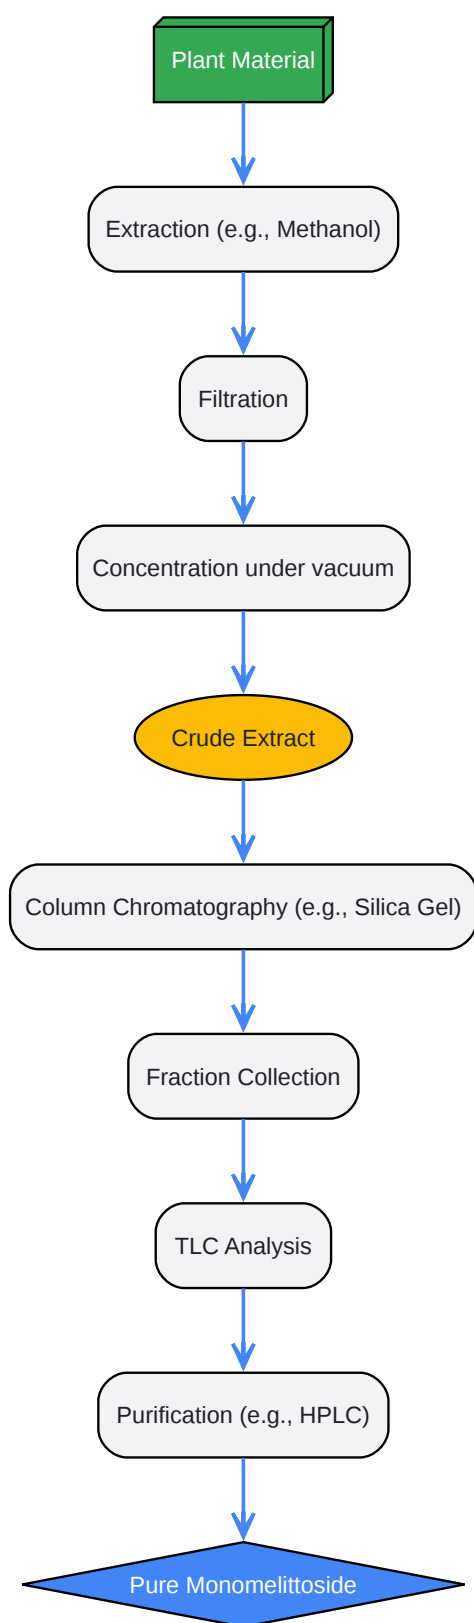 Plant Material
Extraction (e.g., Methanol)
Filtration
Concentration under vacuum
Crude Extract
Column Chromatography (e.g., Silica Gel)
Fraction Collection
TLC Analysis
Purification (e.g., HPLC)
Pure Monomelittoside